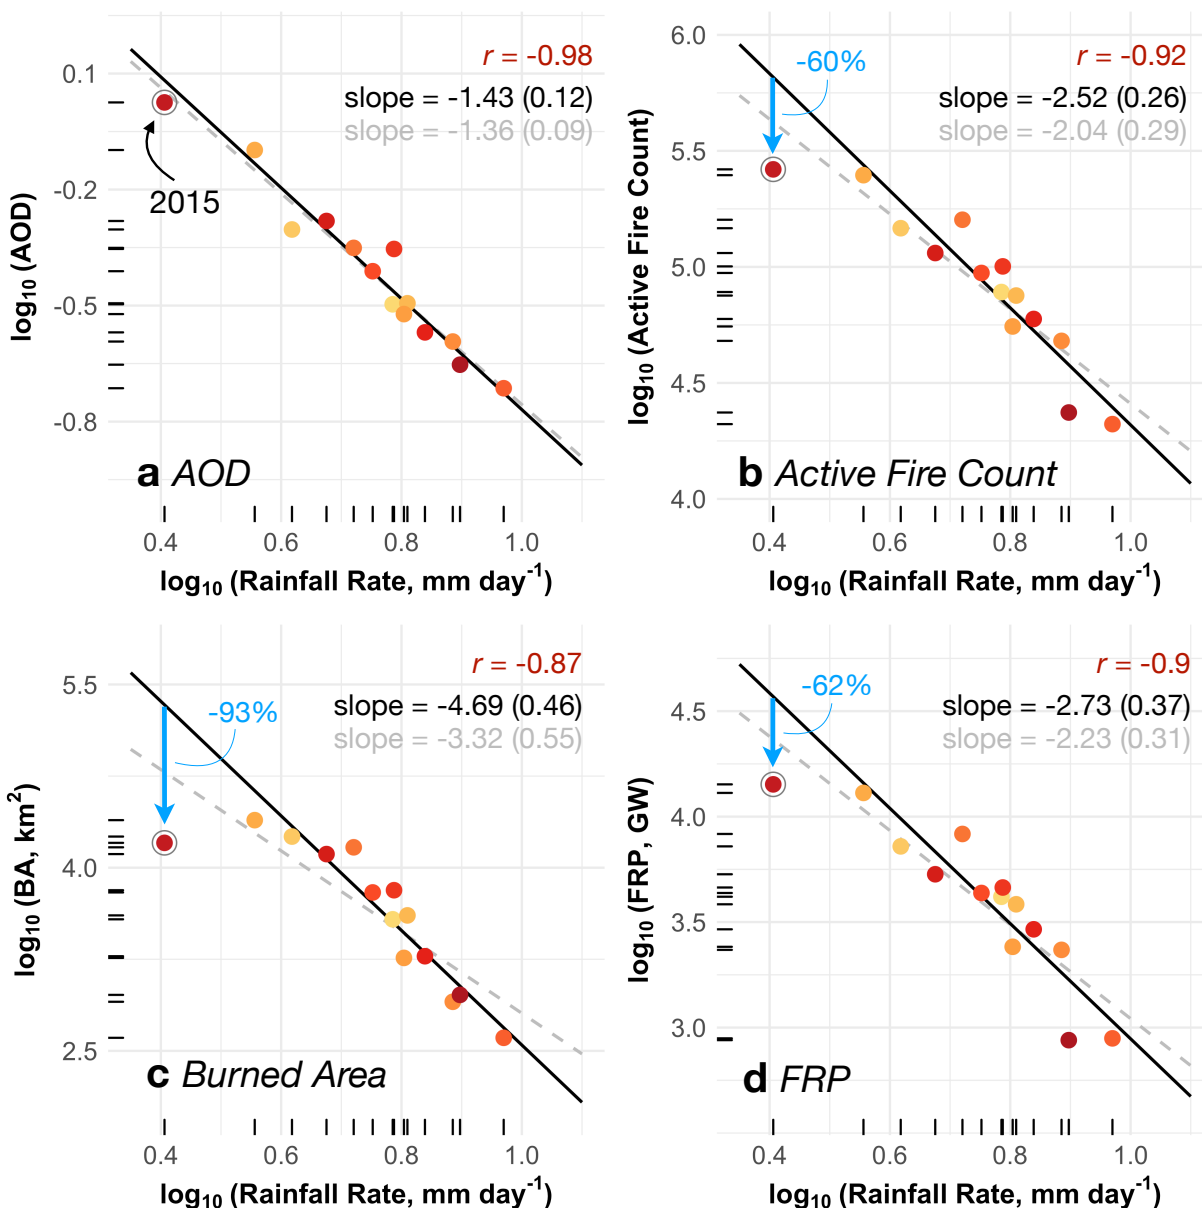 r = -0.98
slope = -1.43 (0.12)
slope = -1.36 (0.09)
2015
0.1
-0.2
-0.5
-0.8
log10 (AOD)
a AOD
0.4 0.6 0.8 1.0
log10 (Rainfall Rate, mm day-1)
-60%
r = -0.92
slope = -2.52 (0.26)
slope = -2.04 (0.29)
6.0
5.5
5.0
4.5
4.0
log10 (Active Fire Count)
b Active Fire Count
0.4 0.6 0.8 1.0
log10 (Rainfall Rate, mm day-1)
r = -0.87
slope = -4.69 (0.46)
slope = -3.32 (0.55)
-93%
5.5
4.0
2.5
log10 (BA, km2)
c Burned Area
0.4 0.6 0.8 1.0
log10 (Rainfall Rate, mm day-1)
r = -0.9
-62%
slope = -2.73 (0.37)
slope = -2.23 (0.31)
4.5
4.0
3.5
3.0
log10 (FRP, GW)
d FRP
0.4 0.6 0.8 1.0
log10 (Rainfall Rate, mm day-1)